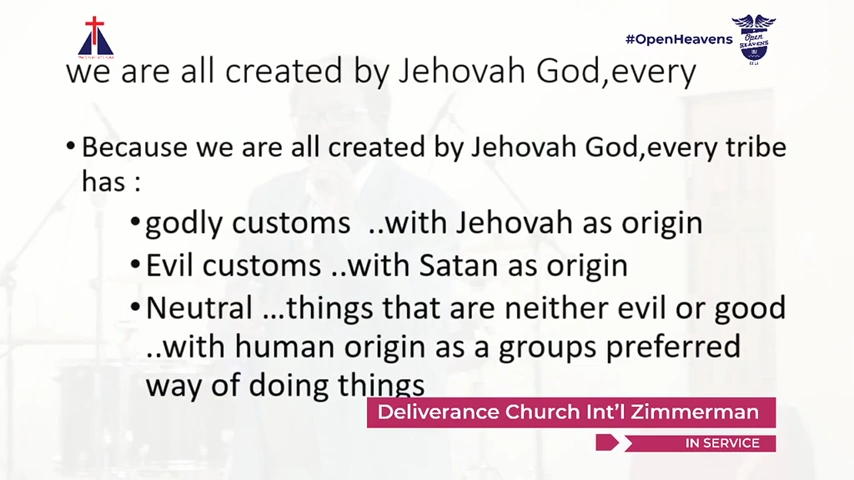 #OpenHeavens
Open
HEAVENS
we are all created by Jehovah God,every
• Because we are all created by Jehovah God,every tribe
has :
• godly customs ..with Jehovah as origin
• Evil customs ..with Satan as origin
• Neutral ...things that are neither evil or good
..with human origin as a groups preferred
way of doing things
Deliverance Church Int'l Zimmerman
IN SERVICE